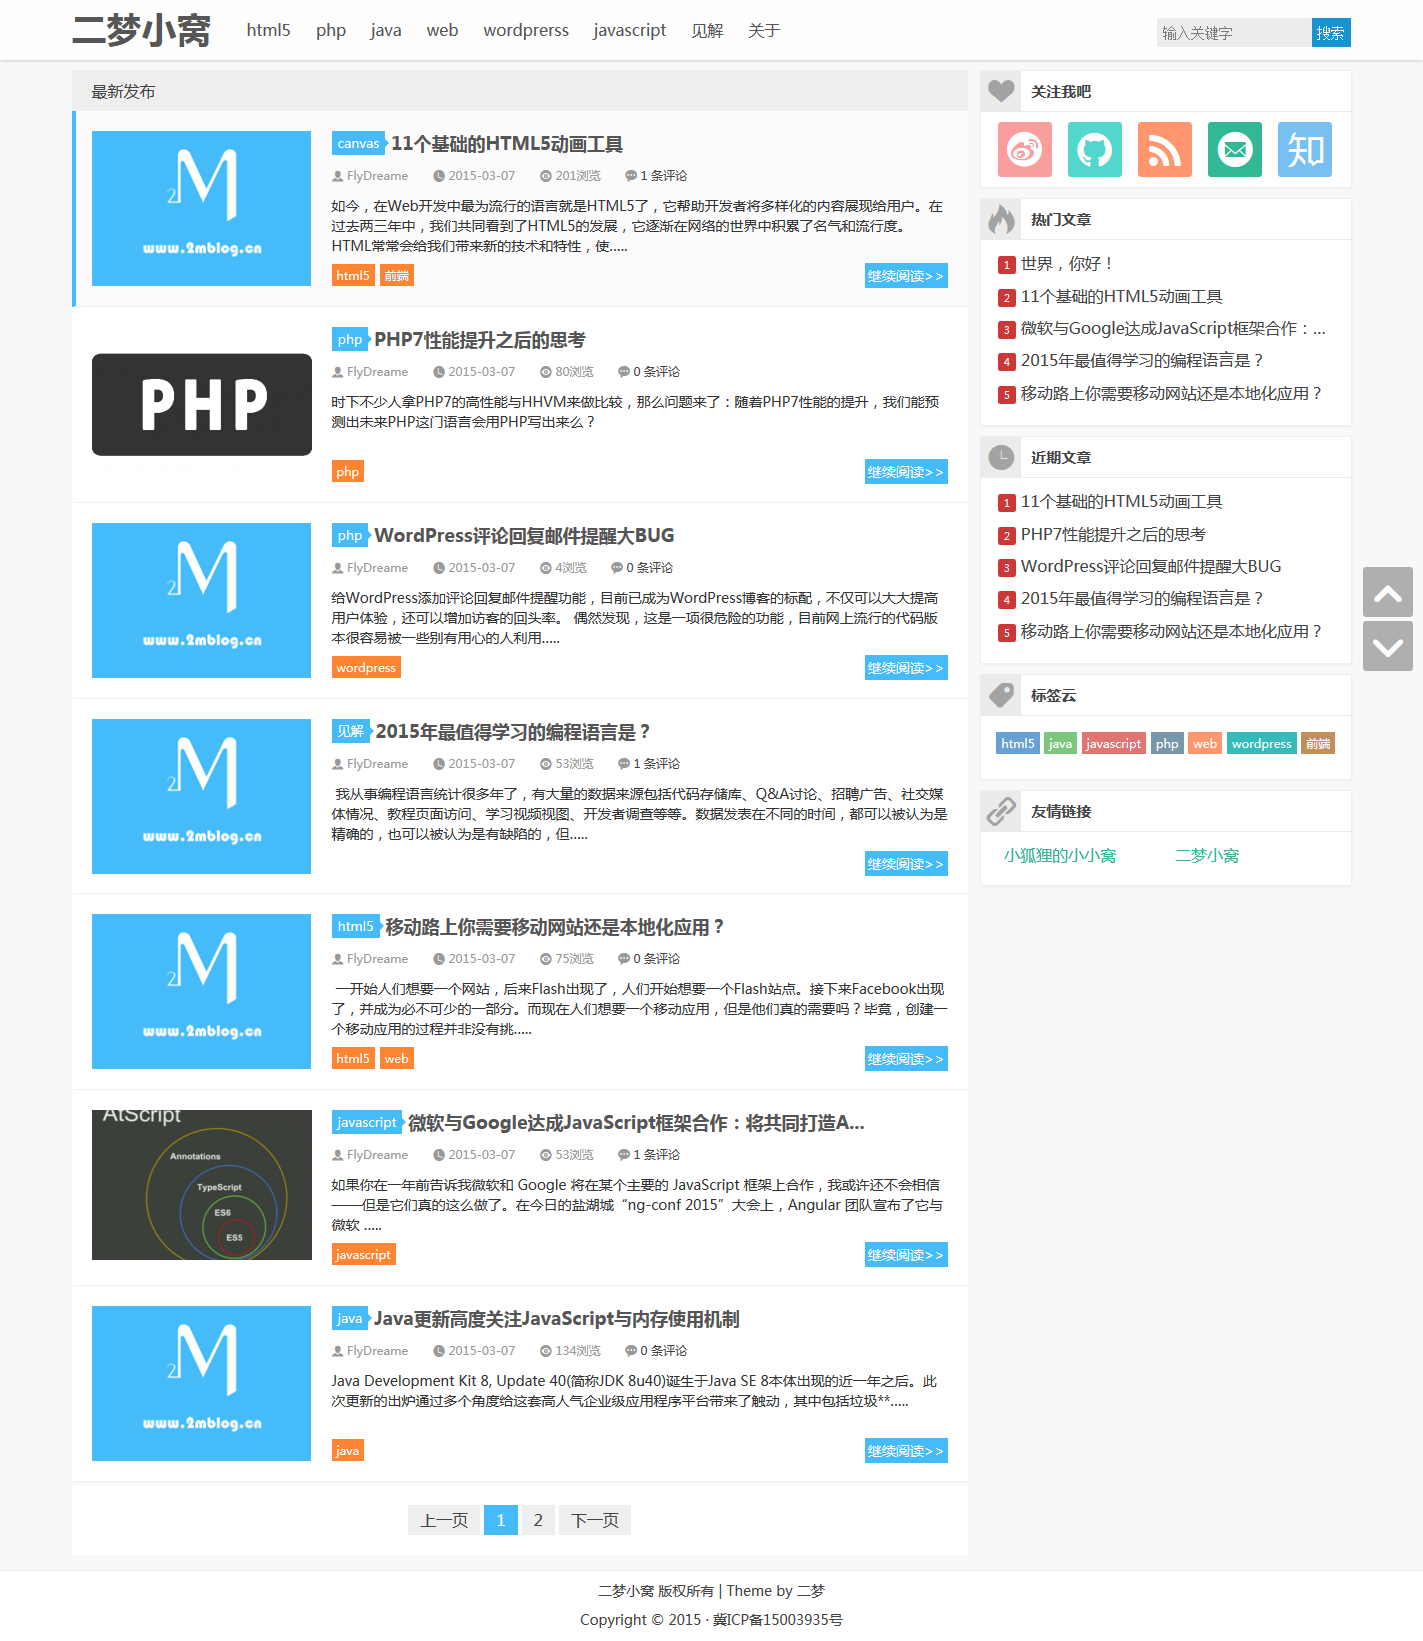 二梦小窝
html5 php java web wordprerss javascript 见解 关于
输入关键字 搜索
最新发布
2M
www.2mblog.cn
canvas 11个基础的HTML5动画工具
FlyDreame 2015-03-07 201浏览 1 条评论
如今，在Web开发中最为流行的语言就是HTML5了，它帮助开发者将多样化的内容展现给用户。在
过去两三年中，我们共同看到了HTML5的发展，它逐渐在网络的世界中积累了名气和流行度。
HTML常常会给我们带来新的技术和特性，使.....
html5 前端 继续阅读>>
PHP
php PHP7性能提升之后的思考
FlyDreame 2015-03-07 80浏览 0 条评论
时下不少人拿PHP7的高性能与HHVM来做比较，那么问题来了：随着PHP7性能的提升，我们能预
测出未来PHP这门语言会用PHP写出来么？
php 继续阅读>>
2M
www.2mblog.cn
php WordPress评论回复邮件提醒大BUG
FlyDreame 2015-03-07 4浏览 0 条评论
给WordPress添加评论回复邮件提醒功能，目前已成为WordPress博客的标配，不仅可以大大提高
用户体验，还可以增加访客的回头率。 偶然发现，这是一项很危险的功能，目前网上流行的代码版
本很容易被一些别有用心的人利用.....
wordpress 继续阅读>>
2M
www.2mblog.cn
见解 2015年最值得学习的编程语言是？
FlyDreame 2015-03-07 53浏览 1 条评论
我从事编程语言统计很多年了，有大量的数据来源包括代码存储库、Q&A讨论、招聘广告、社交媒
体情况、教程页面访问、学习视频视图、开发者调查等等。数据发表在不同的时间，都可以被认为是
精确的，也可以被认为是有缺陷的，但.....
继续阅读>>
2M
www.2mblog.cn
html5 移动路上你需要移动网站还是本地化应用？
FlyDreame 2015-03-07 75浏览 0 条评论
一开始人们想要一个网站，后来Flash出现了，人们开始想要一个Flash站点。接下来Facebook出现
了，并成为必不可少的一部分。而现在人们想要一个移动应用，但是他们真的需要吗？毕竟，创建一
个移动应用的过程并非没有挑.....
html5 web 继续阅读>>
AtScript
Annotations
TypeScript
ES6
ES5
javascript 微软与Google达成JavaScript框架合作：将共同打造A...
FlyDreame 2015-03-07 53浏览 1 条评论
如果你在一年前告诉我微软和 Google 将在某个主要的 JavaScript 框架上合作，我或许还不会相信
——但是它们真的这么做了。在今日的盐湖城“ng-conf 2015”大会上，Angular 团队宣布了它与
微软 .....
javascript 继续阅读>>
2M
www.2mblog.cn
java Java更新高度关注JavaScript与内存使用机制
FlyDreame 2015-03-07 134浏览 0 条评论
Java Development Kit 8, Update 40(简称JDK 8u40)诞生于Java SE 8本体出现的近一年之后。此
次更新的出炉通过多个角度给这套高人气企业级应用程序平台带来了触动，其中包括垃圾**.....
java 继续阅读>>
上一页 1 2 下一页
关注我吧
知
热门文章
1 世界，你好！
2 11个基础的HTML5动画工具
3 微软与Google达成JavaScript框架合作：...
4 2015年最值得学习的编程语言是？
5 移动路上你需要移动网站还是本地化应用？
近期文章
1 11个基础的HTML5动画工具
2 PHP7性能提升之后的思考
3 WordPress评论回复邮件提醒大BUG
4 2015年最值得学习的编程语言是？
5 移动路上你需要移动网站还是本地化应用？
标签云
html5 java javascript php web wordpress 前端
友情链接
小狐狸的小小窝 二梦小窝
二梦小窝 版权所有 | Theme by 二梦
Copyright © 2015 · 冀ICP备15003935号